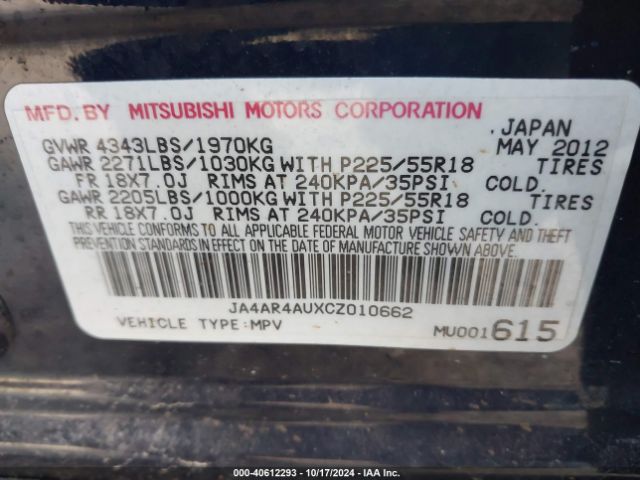 MFD. BY MITSUBISHI MOTORS CORPORATION
, JAPAN
GVWR 4343LBS/1970KG MAY 2012
GAWR 2271LBS/1030KG WITH P225/55R18 TIRES
FR 18X7.0J RIMS AT 240KPA/35PSI COLD.
GAWR 2205LBS/1000KG WITH P225/55R18 TIRES
RR 18X7.0J RIMS AT 240KPA/35PSI COLD.
THIS VEHICLE CONFORMS TO ALL APPLICABLE FEDERAL MOTOR VEHICLE SAFETY AND THEFT
PREVENTION STANDARDS IN EFFECT ON THE DATE OF MANUFACTURE SHOWN ABOVE.
JA4AR4AUXCZ010662
VEHICLE TYPE:MPV MU001615
000-40612293 - 10/17/2024 - IAA Inc.